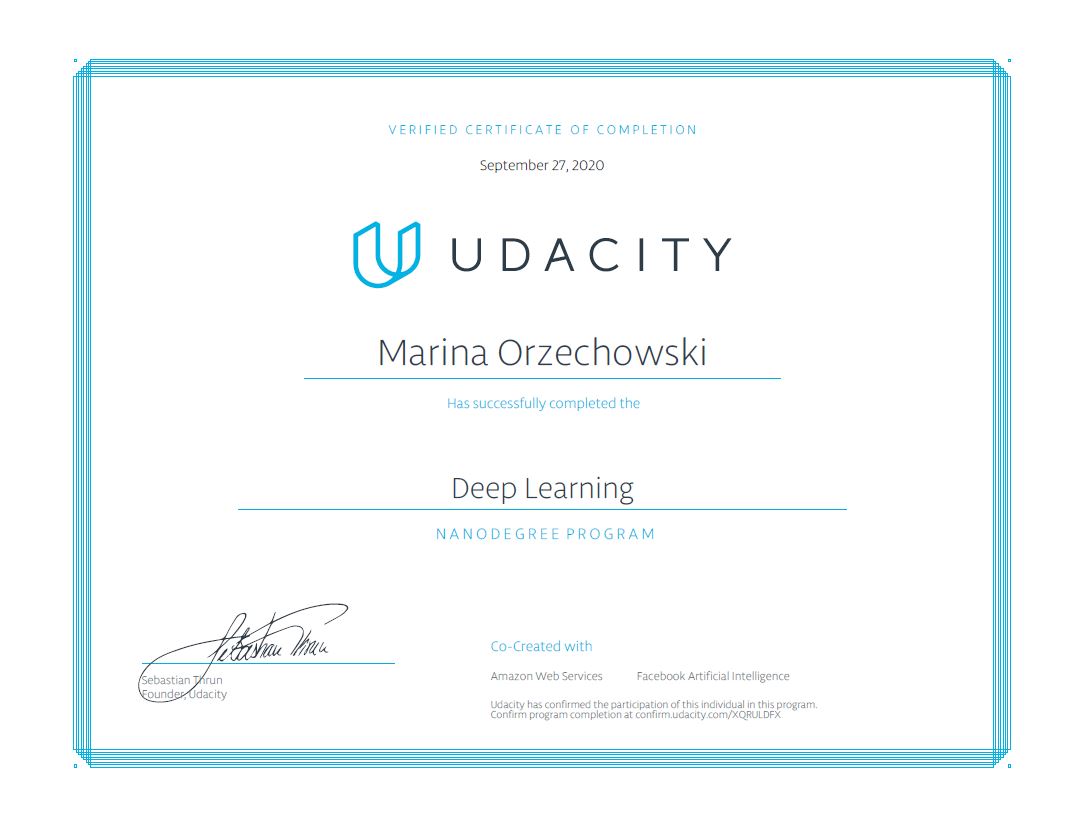 VERIFIED CERTIFICATE OF COMPLETION
September 27, 2020
UDACITY
Marina Orzechowski
Has successfully completed the
Deep Learning
NANODEGREE PROGRAM
Sebastian Thrun
Sebastian Thrun
Founder, Udacity
Co-Created with
Amazon Web Services Facebook Artificial Intelligence
Udacity has confirmed the participation of this individual in this program.
Confirm program completion at confirm.udacity.com/XQRULDFX